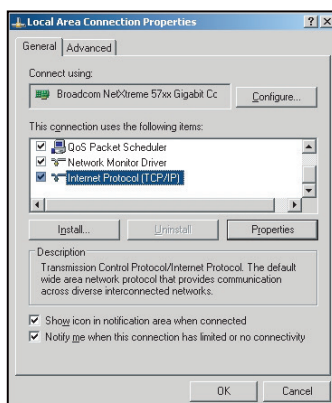 Local Area Connection Properties
General Advanced
Connect using:
Broadcom NetXtreme 57xx Gigabit Cc
Configure...
This connection uses the following items:
QoS Packet Scheduler
Network Monitor Driver
Internet Protocol (TCP/IP)
Install... Uninstall Properties
Description
Transmission Control Protocol/Internet Protocol. The default
wide area network protocol that provides communication
across diverse interconnected networks.
Show icon in notification area when connected
Notify me when this connection has limited or no connectivity
OK Cancel